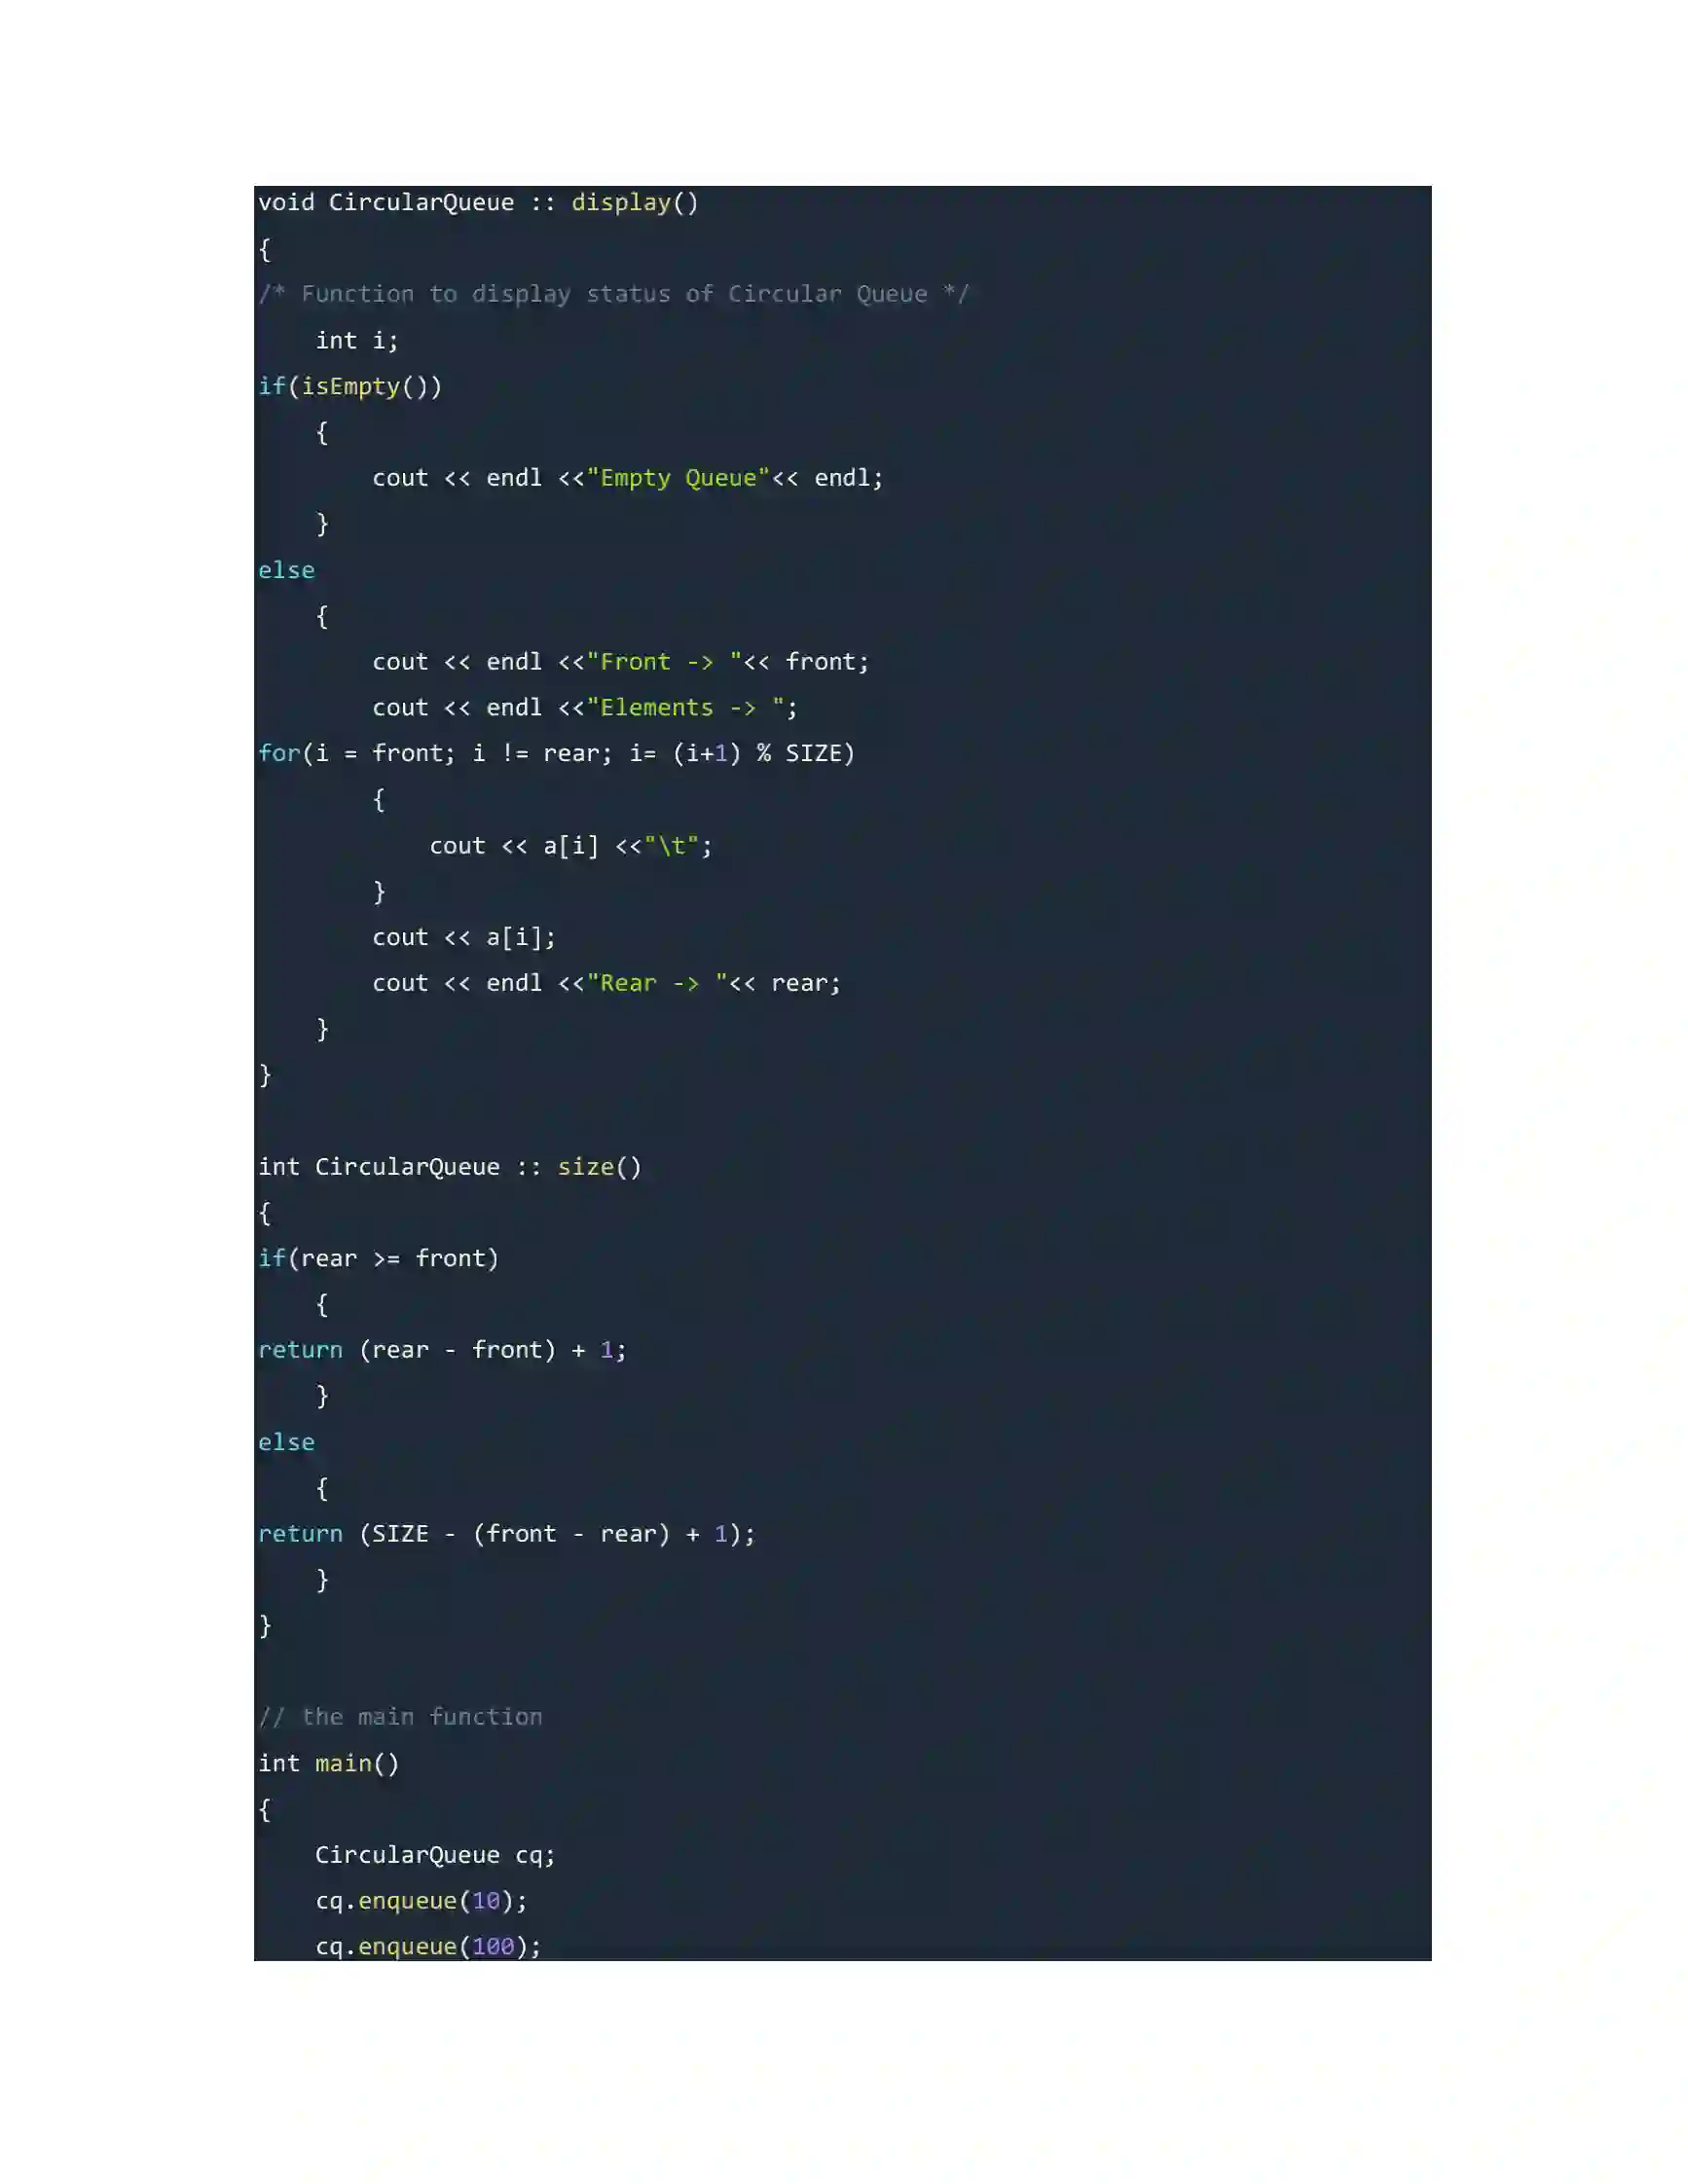 void CircularQueue :: display()
{
/* Function to display status of Circular Queue */
    int i;
if(isEmpty())
    {
        cout << endl <<"Empty Queue"<< endl;
    }
else
    {
        cout << endl <<"Front -> "<< front;
        cout << endl <<"Elements -> ";
for(i = front; i != rear; i= (i+1) % SIZE)
        {
            cout << a[i] <<"\t";
        }
        cout << a[i];
        cout << endl <<"Rear -> "<< rear;
    }
}

int CircularQueue :: size()
{
if(rear >= front)
    {
return (rear - front) + 1;
    }
else
    {
return (SIZE - (front - rear) + 1);
    }
}

// the main function
int main()
{
    CircularQueue cq;
    cq.enqueue(10);
    cq.enqueue(100);